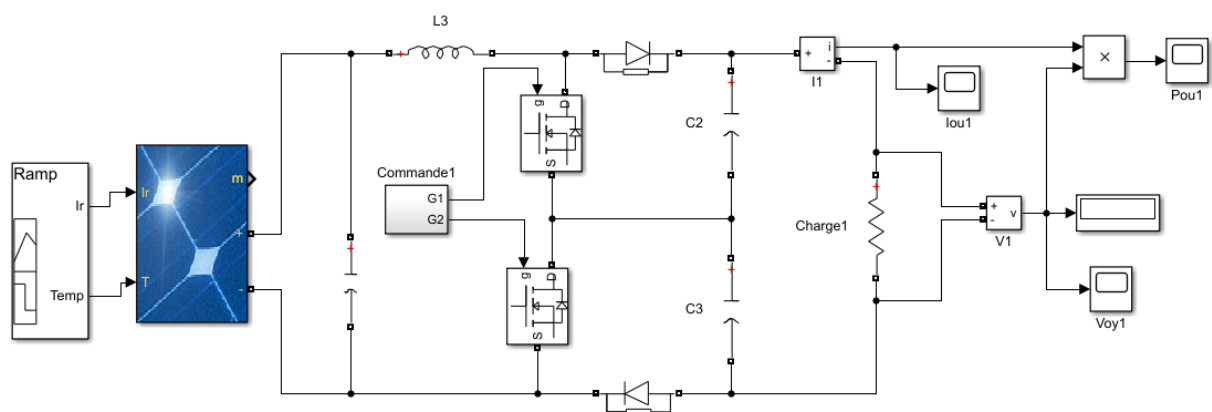 L3
I1
i
+
-
×
Pou1
Iou1
C2
g
D
S
Commande1
G1
G2
Ramp
Ir
Temp
Ir
T
m
+
-
Charge1
+
-
v
V1
g
D
S
C3
Voy1